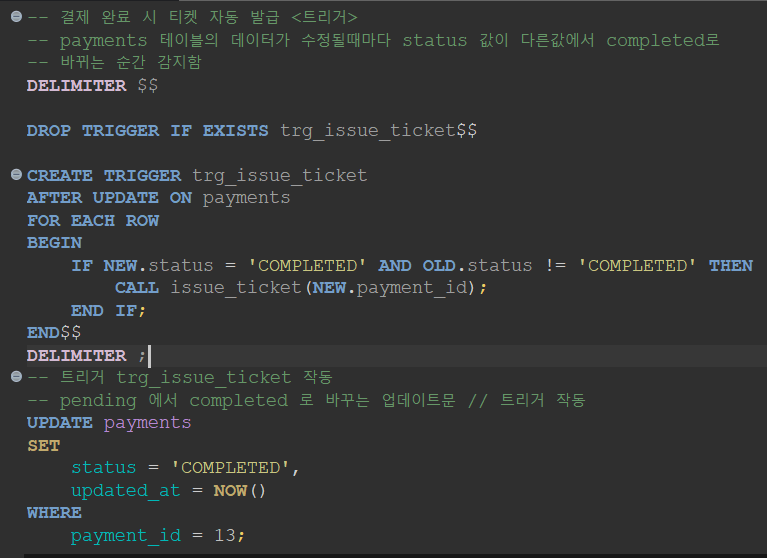 -- 결제 완료 시 티켓 자동 발급 <트리거>
-- payments 테이블의 데이터가 수정될때마다 status 값이 다른값에서 completed로
-- 바뀌는 순간 감지함
DELIMITER $$
DROP TRIGGER IF EXISTS trg_issue_ticket$$
CREATE TRIGGER trg_issue_ticket
AFTER UPDATE ON payments
FOR EACH ROW
BEGIN
    IF NEW.status = 'COMPLETED' AND OLD.status != 'COMPLETED' THEN
        CALL issue_ticket(NEW.payment_id);
    END IF;
END$$
DELIMITER ;
-- 트리거 trg_issue_ticket 작동
-- pending 에서 completed 로 바꾸는 업데이트문 // 트리거 작동
UPDATE payments
SET
    status = 'COMPLETED',
    updated_at = NOW()
WHERE
    payment_id = 13;